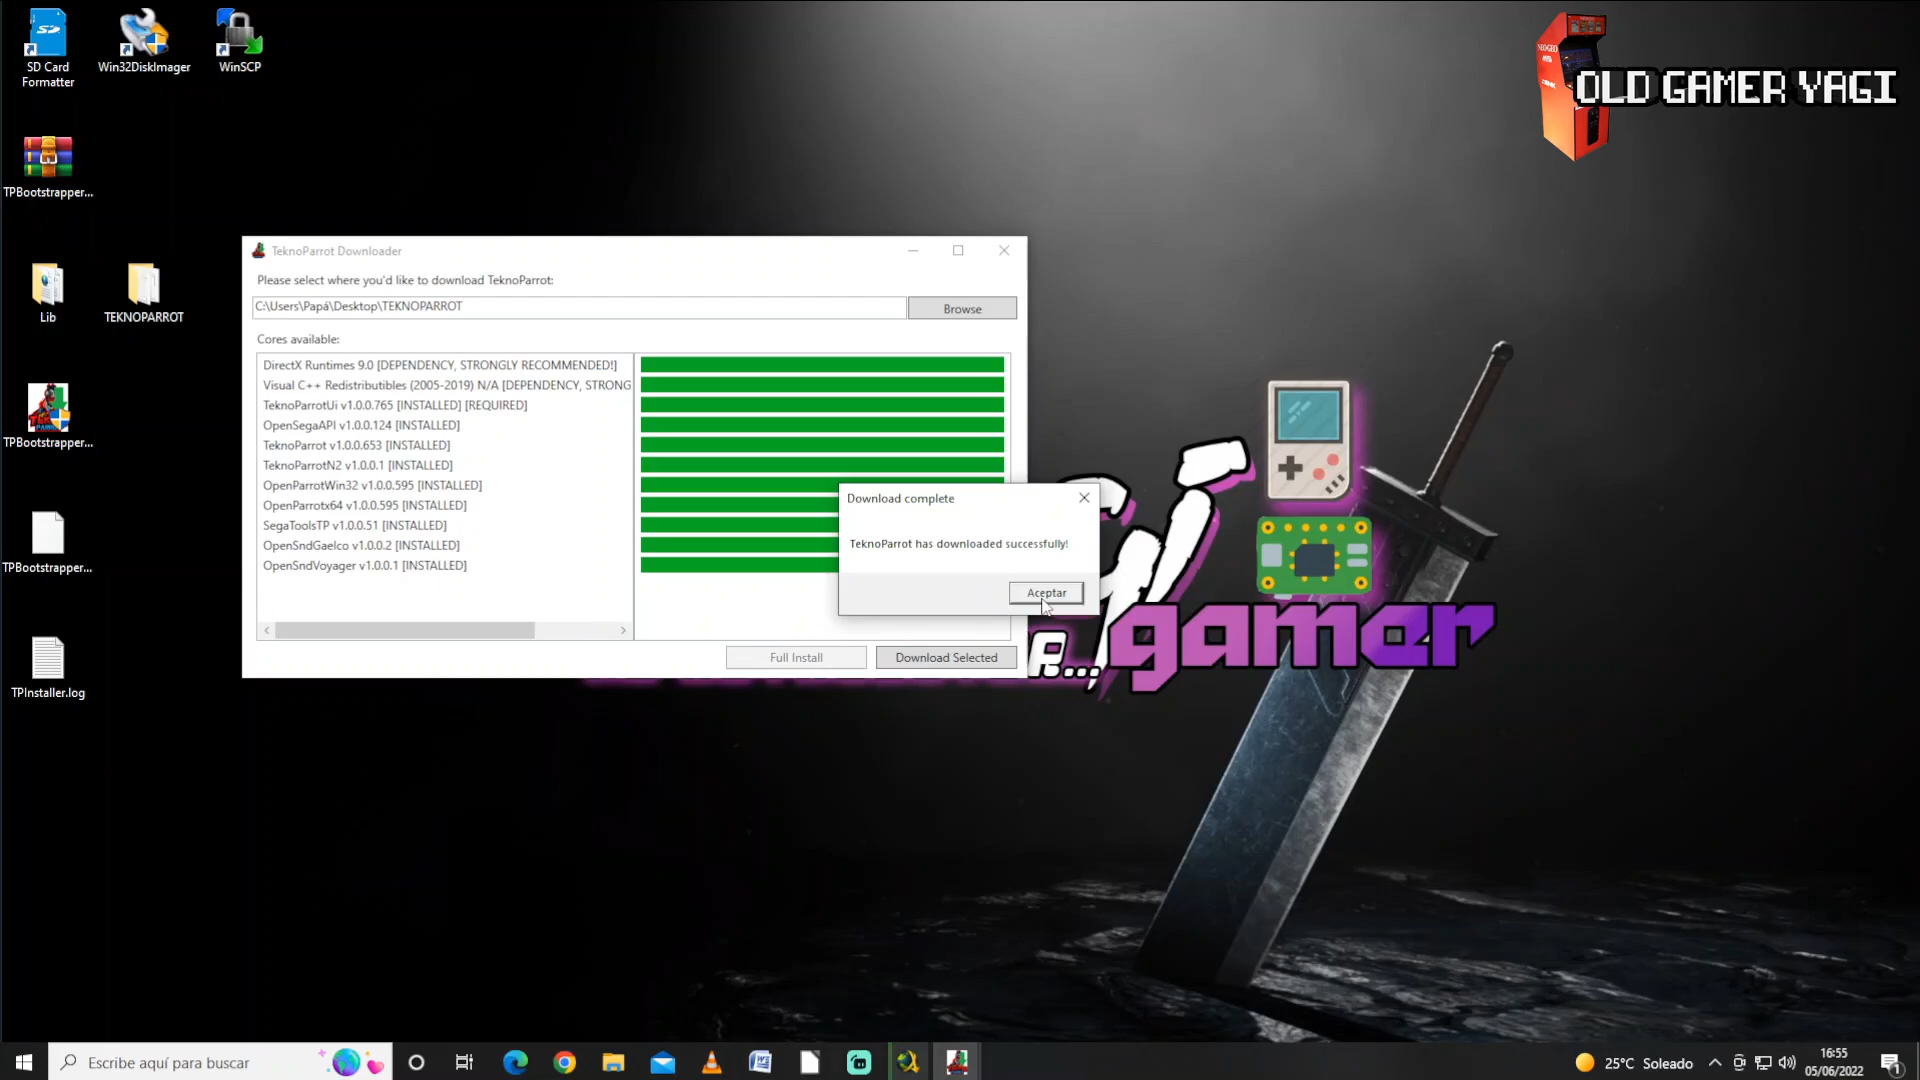 SD Card
Formatter
Win32DiskImager
WinSCP
OLD GAMER YAGI
TPBootstrapper...
Lib
TEKNOPARROT
TPBootstrapper...
TPBootstrapper...
TPInstaller.log
TeknoParrot Downloader
Please select where you'd like to download TeknoParrot:
C:\Users\Papá\Desktop\TEKNOPARROT
Browse
Cores available:
DirectX Runtimes 9.0 [DEPENDENCY, STRONGLY RECOMMENDED!]
Visual C++ Redistributibles (2005-2019) N/A [DEPENDENCY, STRONG
TeknoParrotUi v1.0.0.765 [INSTALLED] [REQUIRED]
OpenSegaAPI v1.0.0.124 [INSTALLED]
TeknoParrot v1.0.0.653 [INSTALLED]
TeknoParrotN2 v1.0.0.1 [INSTALLED]
OpenParrotWin32 v1.0.0.595 [INSTALLED]
OpenParrotx64 v1.0.0.595 [INSTALLED]
SegaToolsTP v1.0.0.51 [INSTALLED]
OpenSndGaelco v1.0.0.2 [INSTALLED]
OpenSndVoyager v1.0.0.1 [INSTALLED]
Full Install
Download Selected
Download complete
TeknoParrot has downloaded successfully!
Aceptar
R... gamer
Escribe aquí para buscar
25°C Soleado
16:55
05/06/2022
1